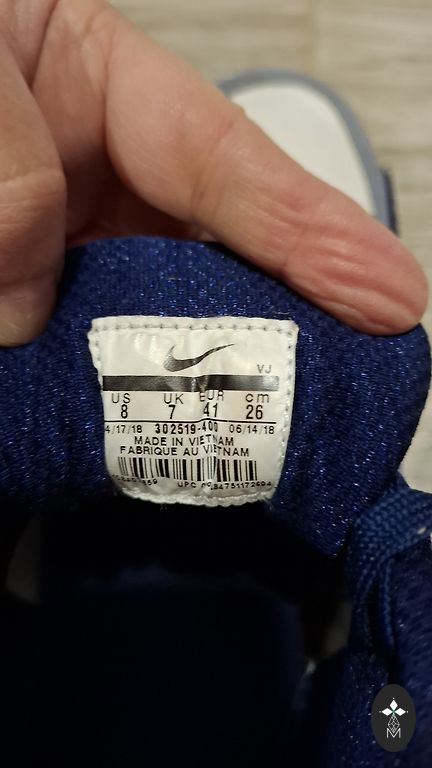 VJ
US UK EUR cm
8 7 41 26
4/17/18 302519-400 06/14/18
MADE IN VIETNAM
FABRIQUE AU VIETNAM
UPC
M